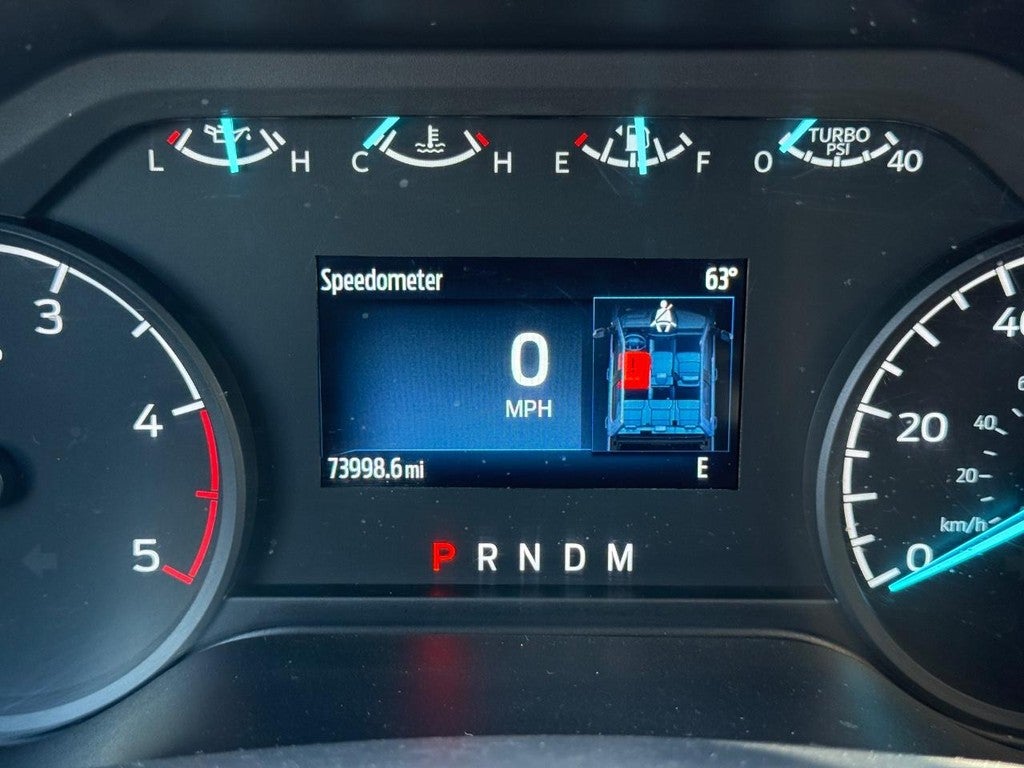 L H C H E F 0 TURBO PSI 40
Speedometer 63°
0
MPH
73998.6 mi E
P R N D M
3
4
5
40
20
0
40
20
km/h